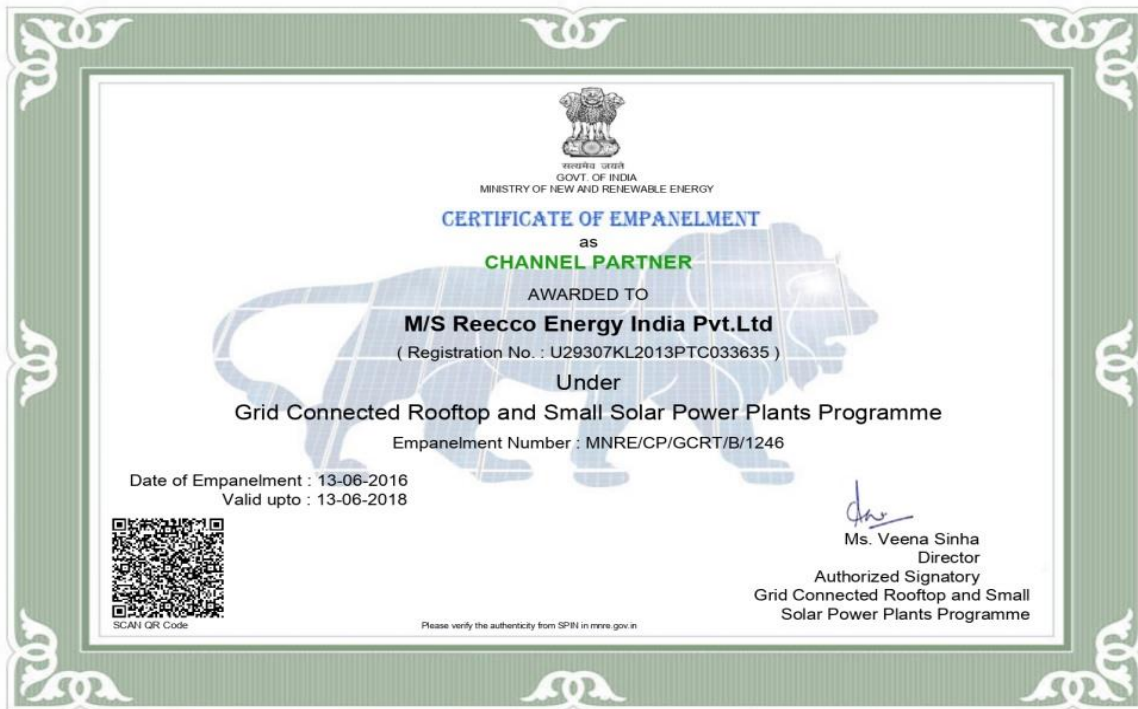 सत्यमेव जयते
GOVT. OF INDIA
MINISTRY OF NEW AND RENEWABLE ENERGY
CERTIFICATE OF EMPANELMENT
as
CHANNEL PARTNER
AWARDED TO
M/S Reecco Energy India Pvt.Ltd
( Registration No. : U29307KL2013PTC033635 )
Under
Grid Connected Rooftop and Small Solar Power Plants Programme
Empanelment Number : MNRE/CP/GCRT/B/1246
Date of Empanelment : 13-06-2016
Valid upto : 13-06-2018
SCAN QR Code
Please verify the authenticity from SPIN in mnre.gov.in
Ms. Veena Sinha
Director
Authorized Signatory
Grid Connected Rooftop and Small
Solar Power Plants Programme